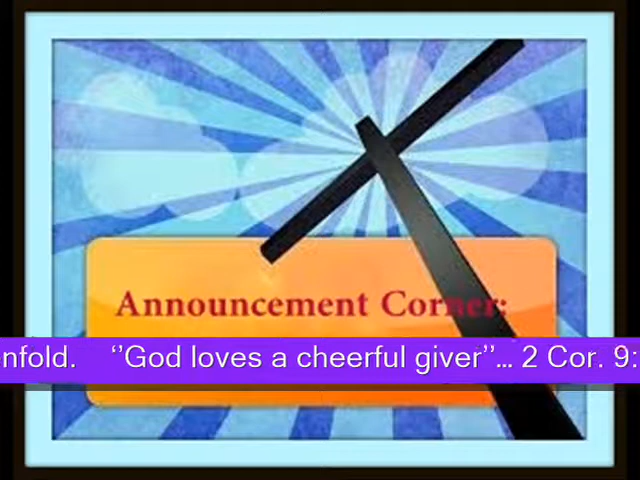 Announcement Corner:
nfold. ‘’God loves a cheerful giver’’... 2 Cor. 9: